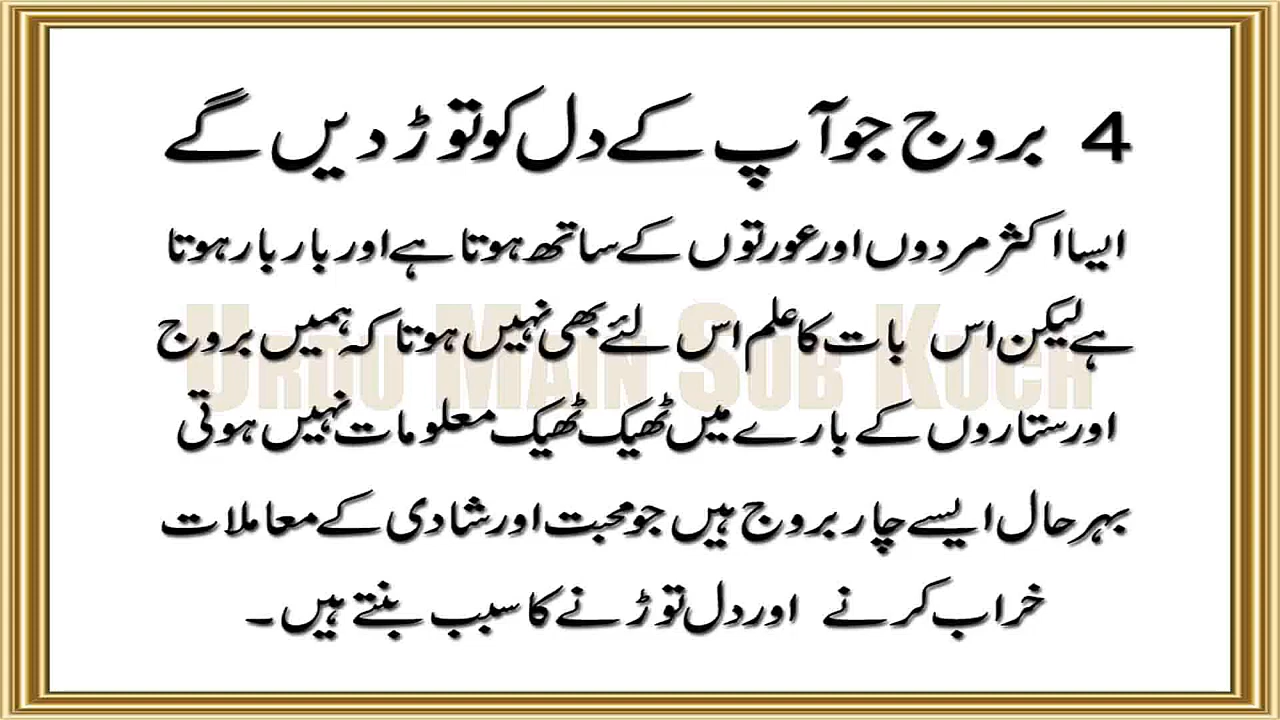 4 بروج جو آپ کے دل کو توڑ دیں گے
ایسا اکثر مردوں اور عورتوں کے ساتھ ہوتا ہے اور بار بار ہوتا
ہے لیکن اس بات کا علم اس لئے بھی نہیں ہوتا کہ ہمیں بروج
Urdu Main Sob Kuch
اور ستاروں کے بارے میں ٹھیک ٹھیک معلومات نہیں ہوتی
بہر حال ایسے چار بروج ہیں جو محبت اور شادی کے معاملات
خراب کرنے اور دل توڑنے کا سبب بنتے ہیں۔